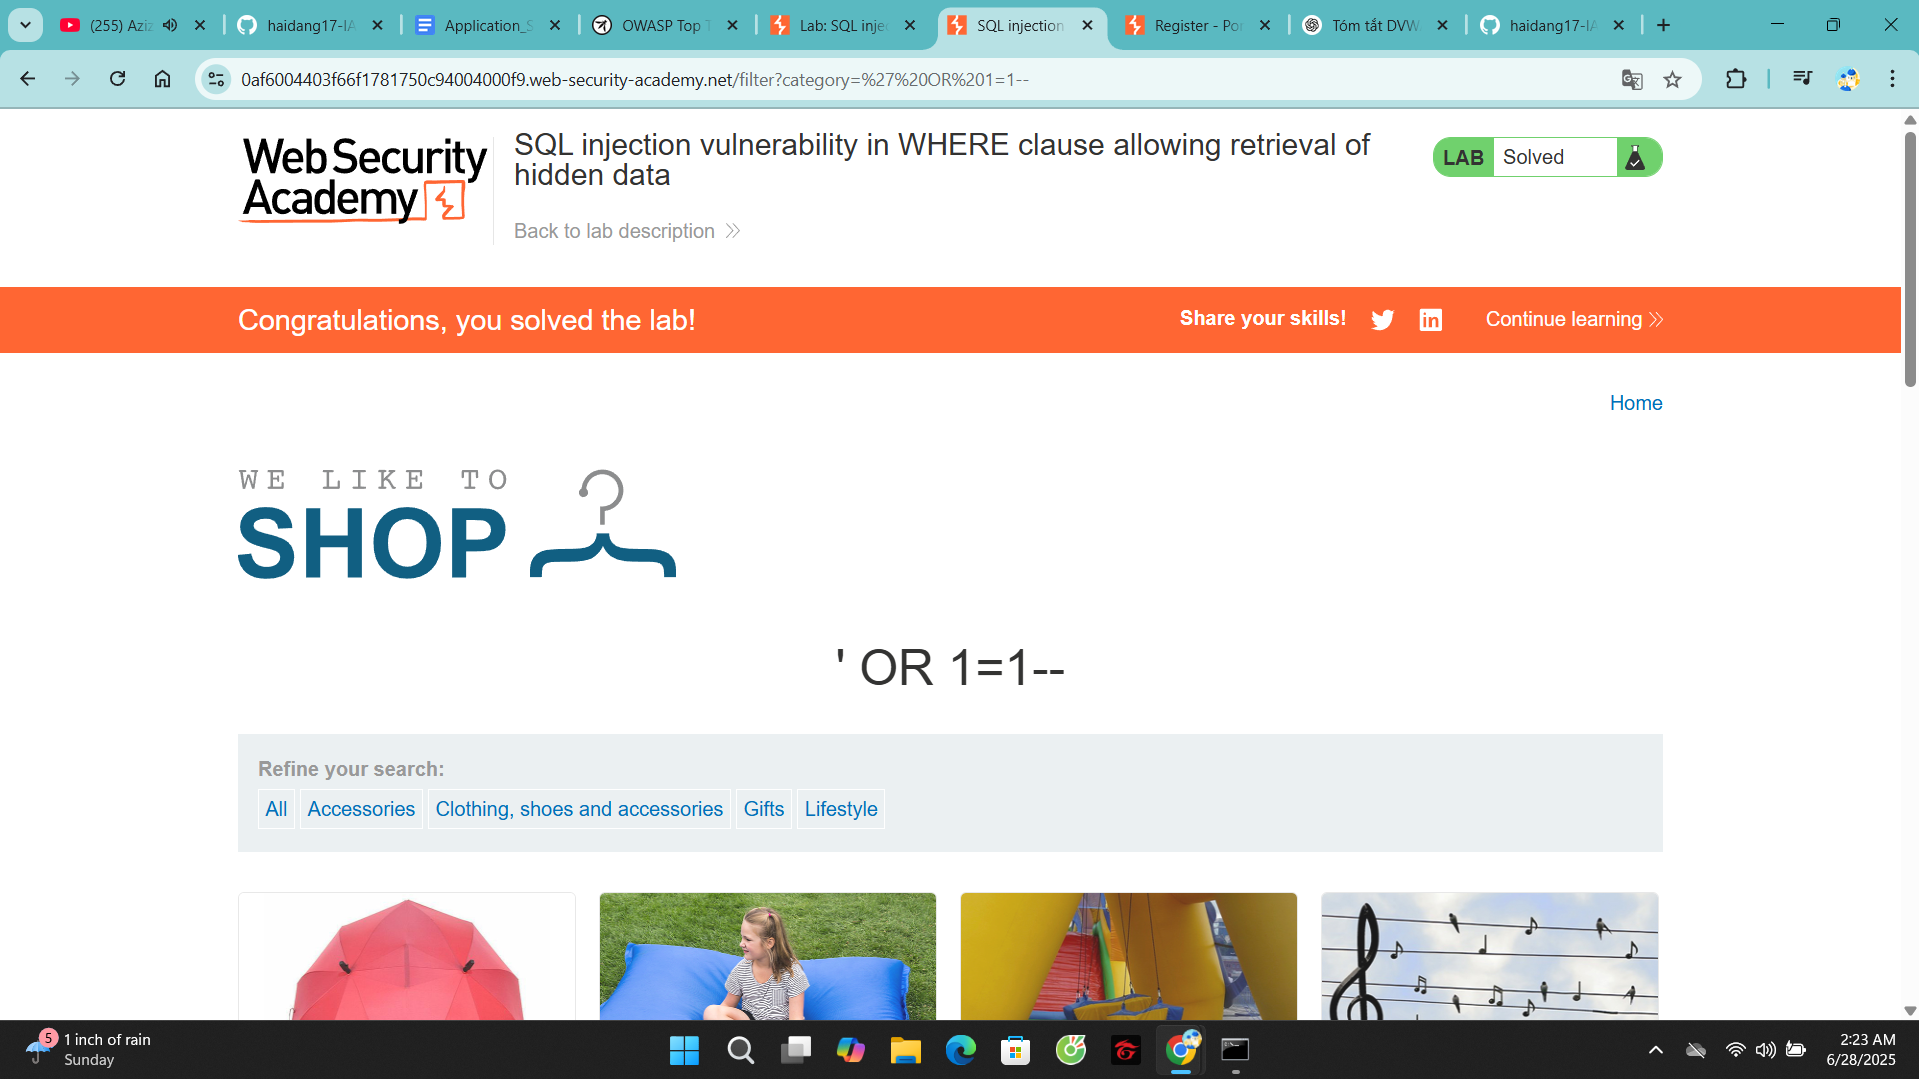 (255) Aziz
haidang17-IA
Application_S
OWASP Top T
Lab: SQL inje
SQL injection
Register - Por
Tóm tắt DVW
haidang17-IA
0af6004403f66f1781750c94004000f9.web-security-academy.net/filter?category=%27%20OR%201=1--
Web Security
Academy
SQL injection vulnerability in WHERE clause allowing retrieval of
hidden data
Back to lab description
LAB Solved
Congratulations, you solved the lab!
Share your skills!
Continue learning
Home
WE LIKE TO
SHOP
' OR 1=1--
Refine your search:
All Accessories Clothing, shoes and accessories Gifts Lifestyle
5
1 inch of rain
Sunday
2:23 AM
6/28/2025